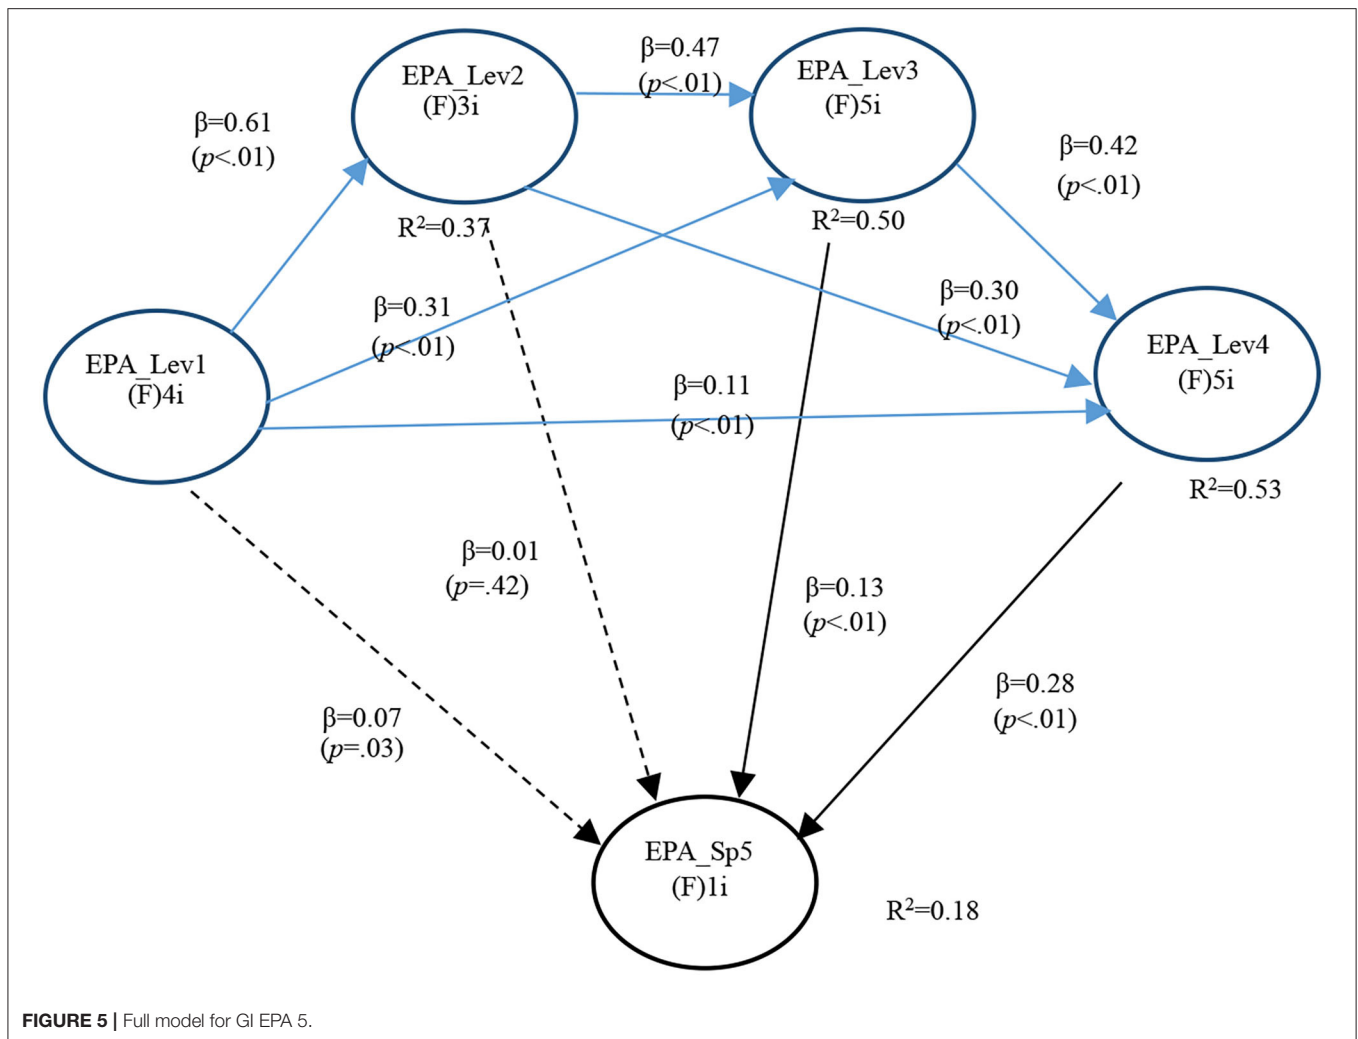 EPA_Lev2
(F)3i
β=0.47
(p<.01)
EPA_Lev3
(F)5i
β=0.61
(p<.01)
β=0.42
(p<.01)
R²=0.37
R²=0.50
β=0.31
(p<.01)
β=0.30
(p<.01)
EPA_Lev1
(F)4i
EPA_Lev4
(F)5i
β=0.11
(p<.01)
R²=0.53
β=0.01
(p=.42)
β=0.13
(p<.01)
β=0.28
(p<.01)
β=0.07
(p=.03)
EPA_Sp5
(F)1i
R²=0.18
FIGURE 5 | Full model for GI EPA 5.